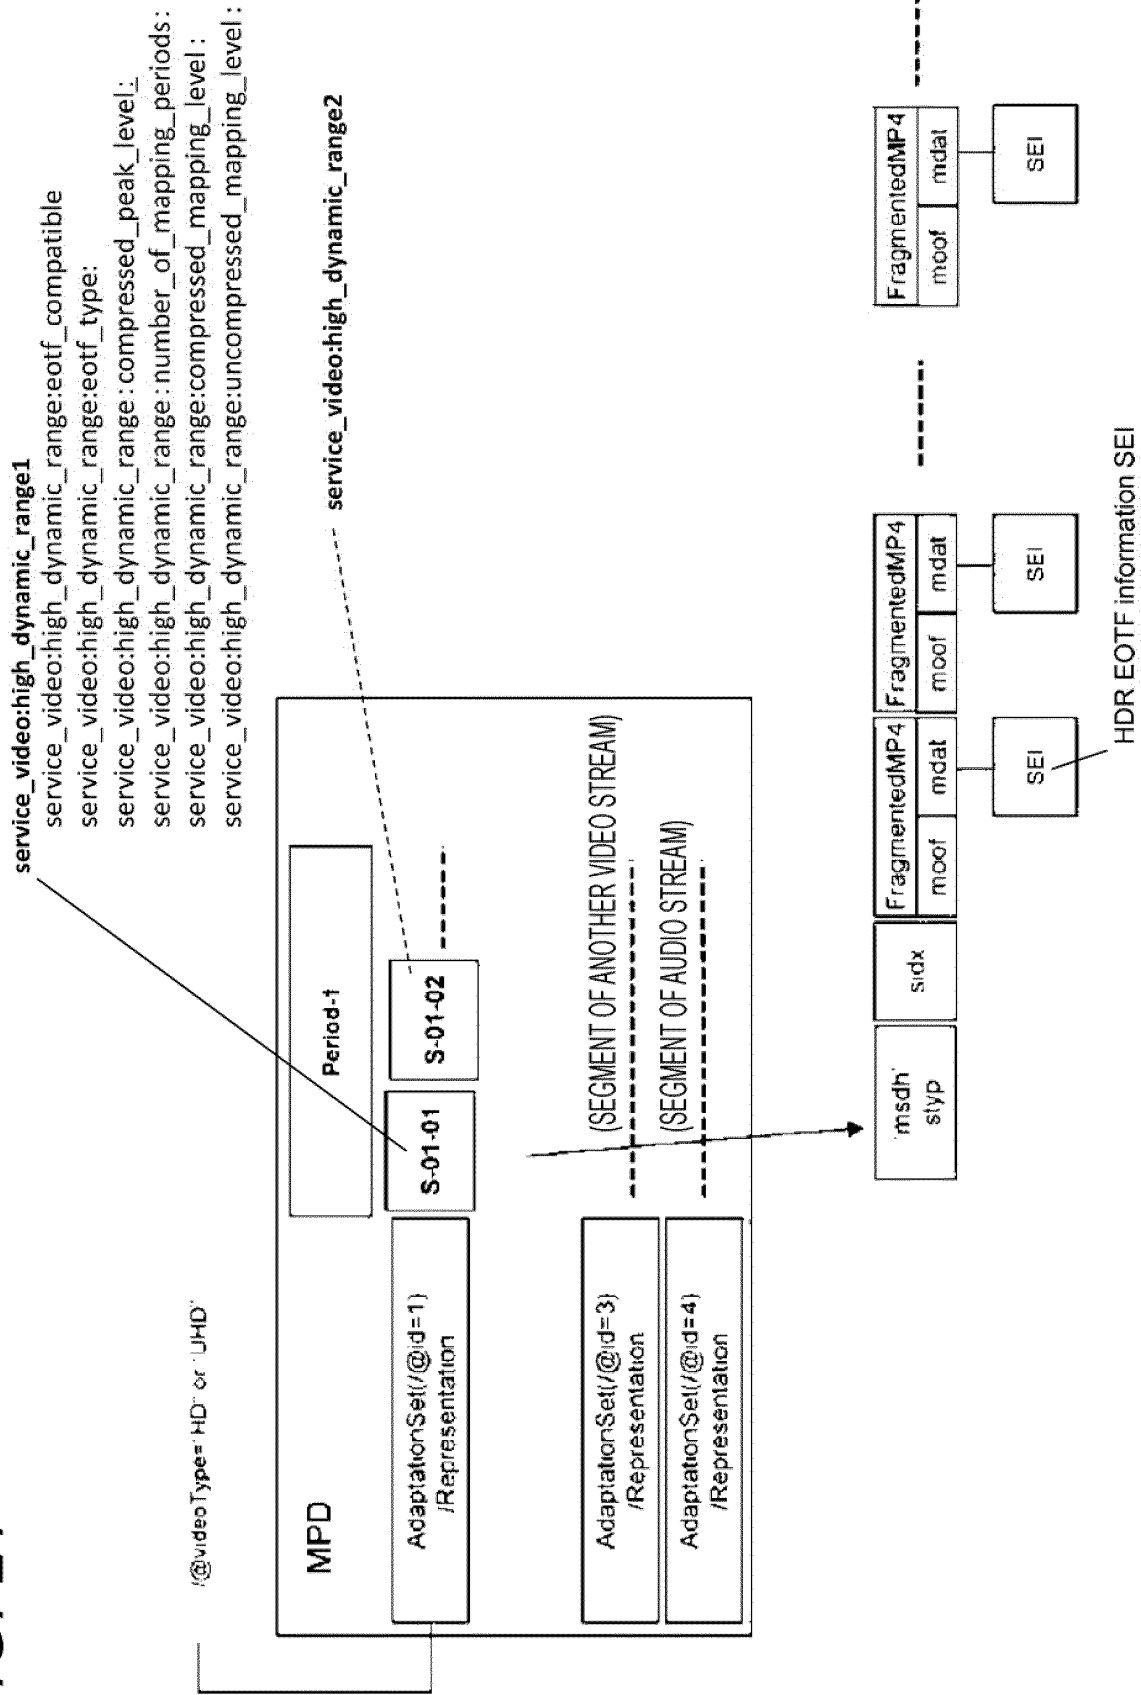 service_video:high_dynamic_range1
service_video:high_dynamic_range:eotf_compatible
service_video:high_dynamic_range:eotf_type:
service_video:high_dynamic_range:compressed_peak_level:
service_video:high_dynamic_range:number_of_mapping_periods:
service_video:high_dynamic_range:compressed_mapping_level:
service_video:high_dynamic_range:uncompressed_mapping_level:
service_video:high_dynamic_range2
/@videoType="HD" or "UHD"
MPD
Period-1
AdaptationSet(/@id=1)
/Representation
S-01-01
S-01-02
AdaptationSet(/@id=3)
/Representation
(SEGMENT OF ANOTHER VIDEO STREAM)
AdaptationSet(/@id=4)
/Representation
(SEGMENT OF AUDIO STREAM)
'msdh'
styp
sidx
FragmentedMP4
moof
mdat
FragmentedMP4
moof
mdat
FragmentedMP4
moof
mdat
SEI
SEI
SEI
HDR EOTF information SEI